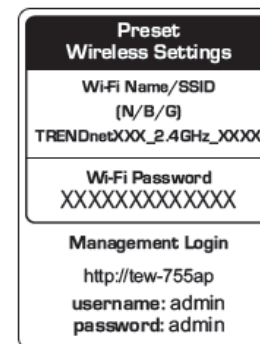 Preset
Wireless Settings
Wi-Fi Name/SSID
(N/B/G)
TRENDnetXXX_2.4GHz_XXXX
Wi-Fi Password
XXXXXXXXXXXXX
Management Login
http://tew-755ap
username: admin
password: admin